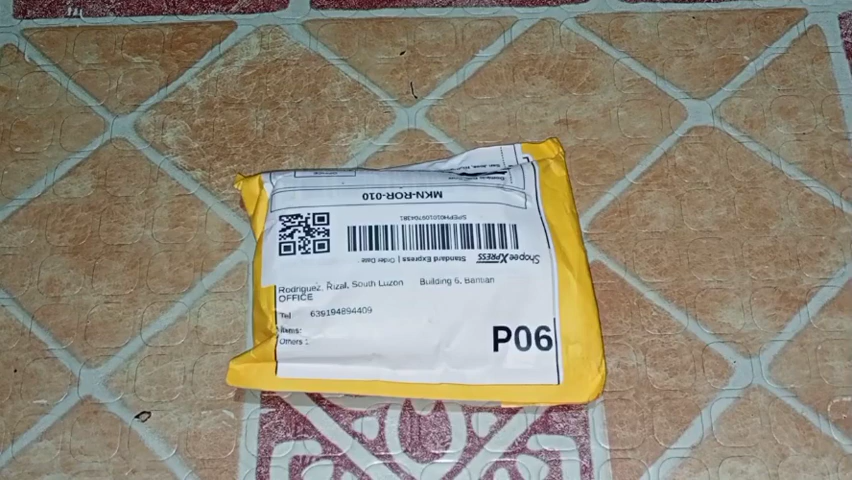 MKN-ROR-010
SPEPH010109704381
Shopee XPRESS Standard Express | Order Date:
Rodriguez, Rizal, South Luzon Building 6,
OFFICE
Tel 639194894409
Items:
Others :
P06